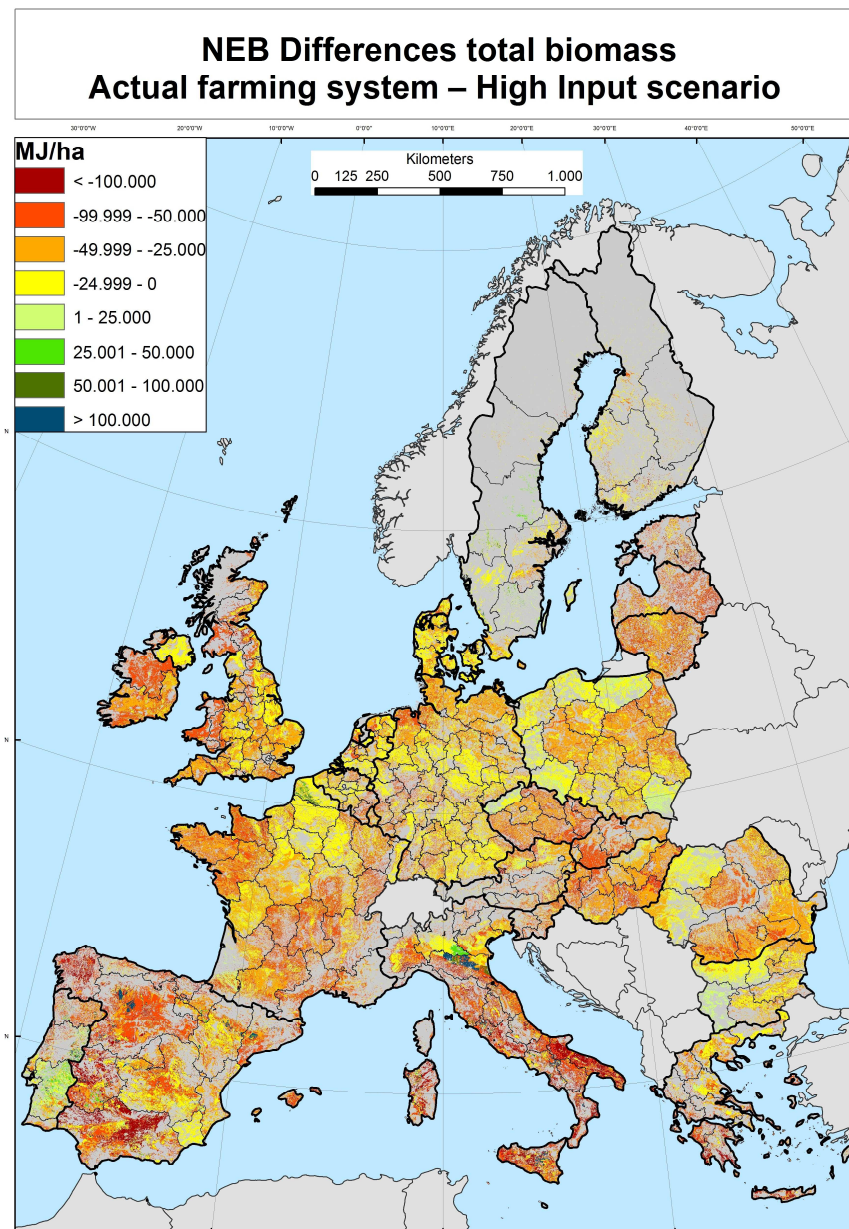 NEB Differences total biomass
Actual farming system – High Input scenario
30°0'0"W 20°0'0"W 10°0'0"W 0°0'0" 10°0'0"E 20°0'0"E 30°0'0"E 40°0'0"E 50°0'0"E
MJ/ha
< -100.000
-99.999 - -50.000
-49.999 - -25.000
-24.999 - 0
1 - 25.000
25.001 - 50.000
50.001 - 100.000
> 100.000
Kilometers
0 125 250 500 750 1.000
N
N
N